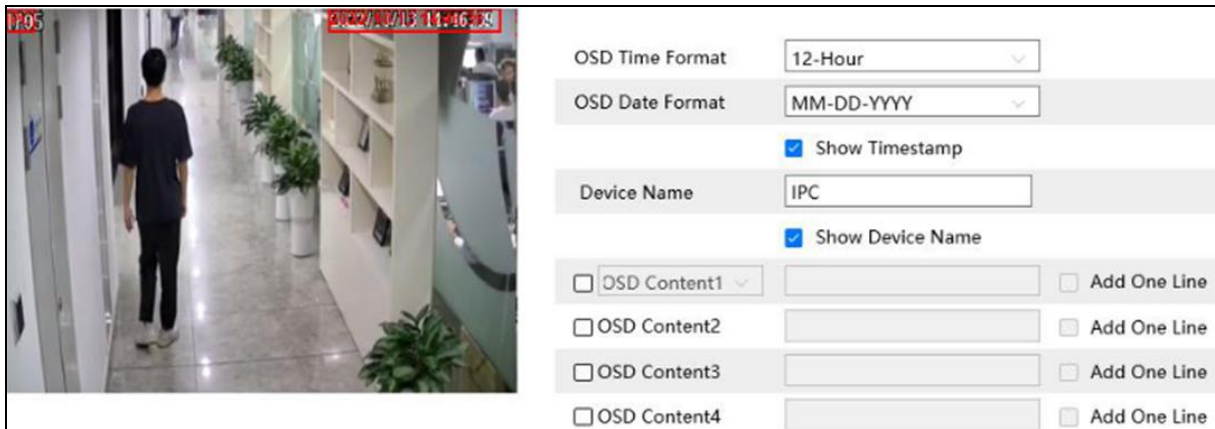 OSD Time Format 12-Hour
OSD Date Format MM-DD-YYYY
Show Timestamp
Device Name IPC
Show Device Name
OSD Content1 Add One Line
OSD Content2 Add One Line
OSD Content3 Add One Line
OSD Content4 Add One Line